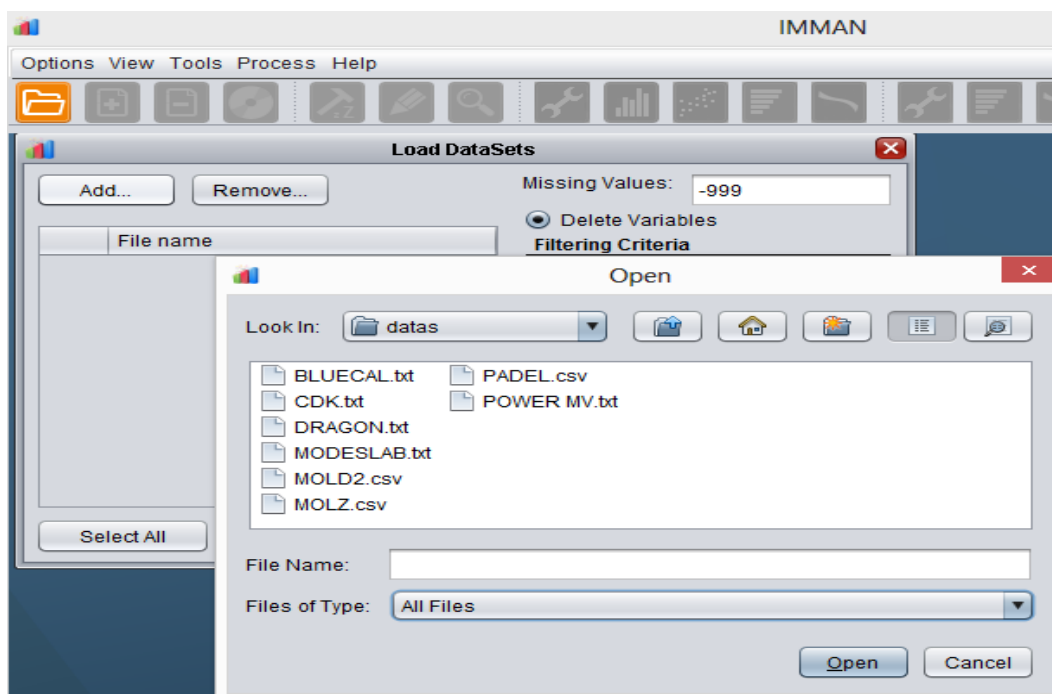 IMMAN
Options View Tools Process Help
Load DataSets
Add... Remove... Missing Values: -999
Delete Variables
File name Filtering Criteria
Open
Look In: datas
BLUECAL.txt PADEL.csv
CDK.txt POWER MV.txt
DRAGON.txt
MODESLAB.txt
MOLD2.csv
MOLZ.csv
Select All
File Name:
Files of Type: All Files
Open Cancel